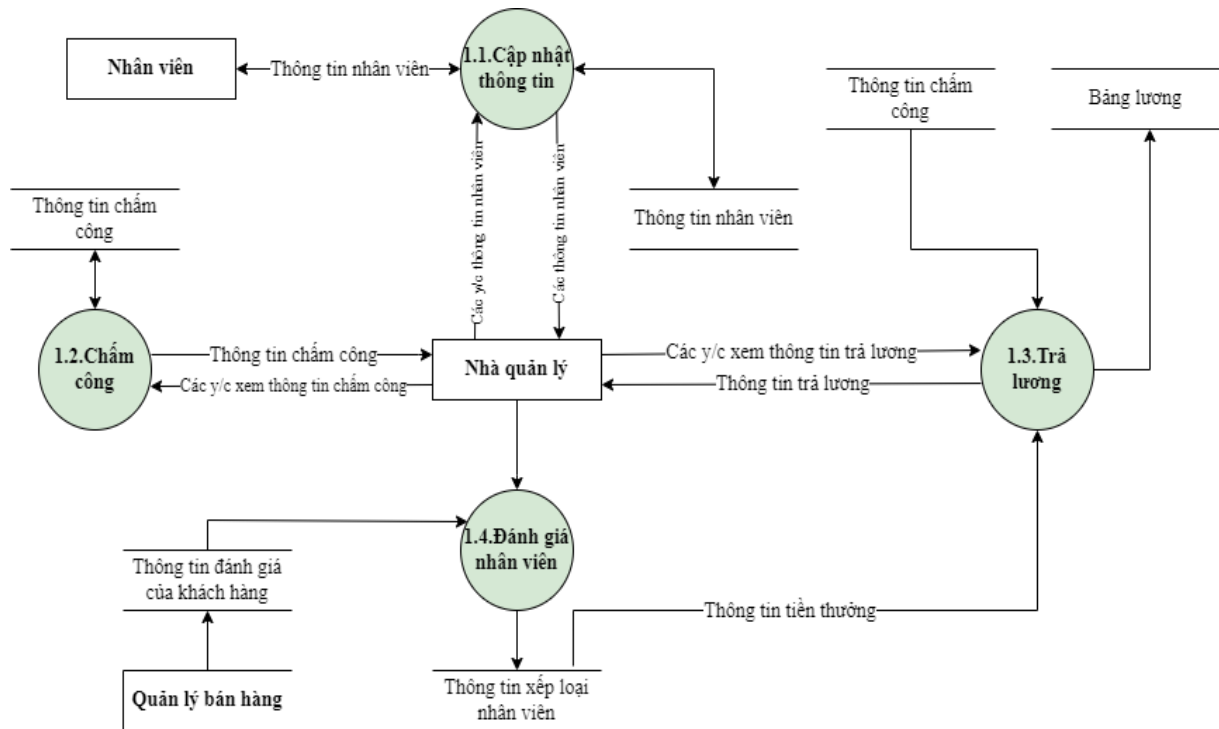 Nhân viên
Thông tin nhân viên
1.1.Cập nhật
thông tin
Thông tin chấm
công
Bảng lương
Các y/c thông tin nhân viên
Các thông tin nhân viên
Thông tin chấm
công
Thông tin nhân viên
1.2.Chấm
công
Thông tin chấm công
Các y/c xem thông tin chấm công
Nhà quản lý
Các y/c xem thông tin trả lương
Thông tin trả lương
1.3.Trả
lương
1.4.Đánh giá
nhân viên
Thông tin đánh giá
của khách hàng
Thông tin tiền thưởng
Quản lý bán hàng
Thông tin xếp loại
nhân viên